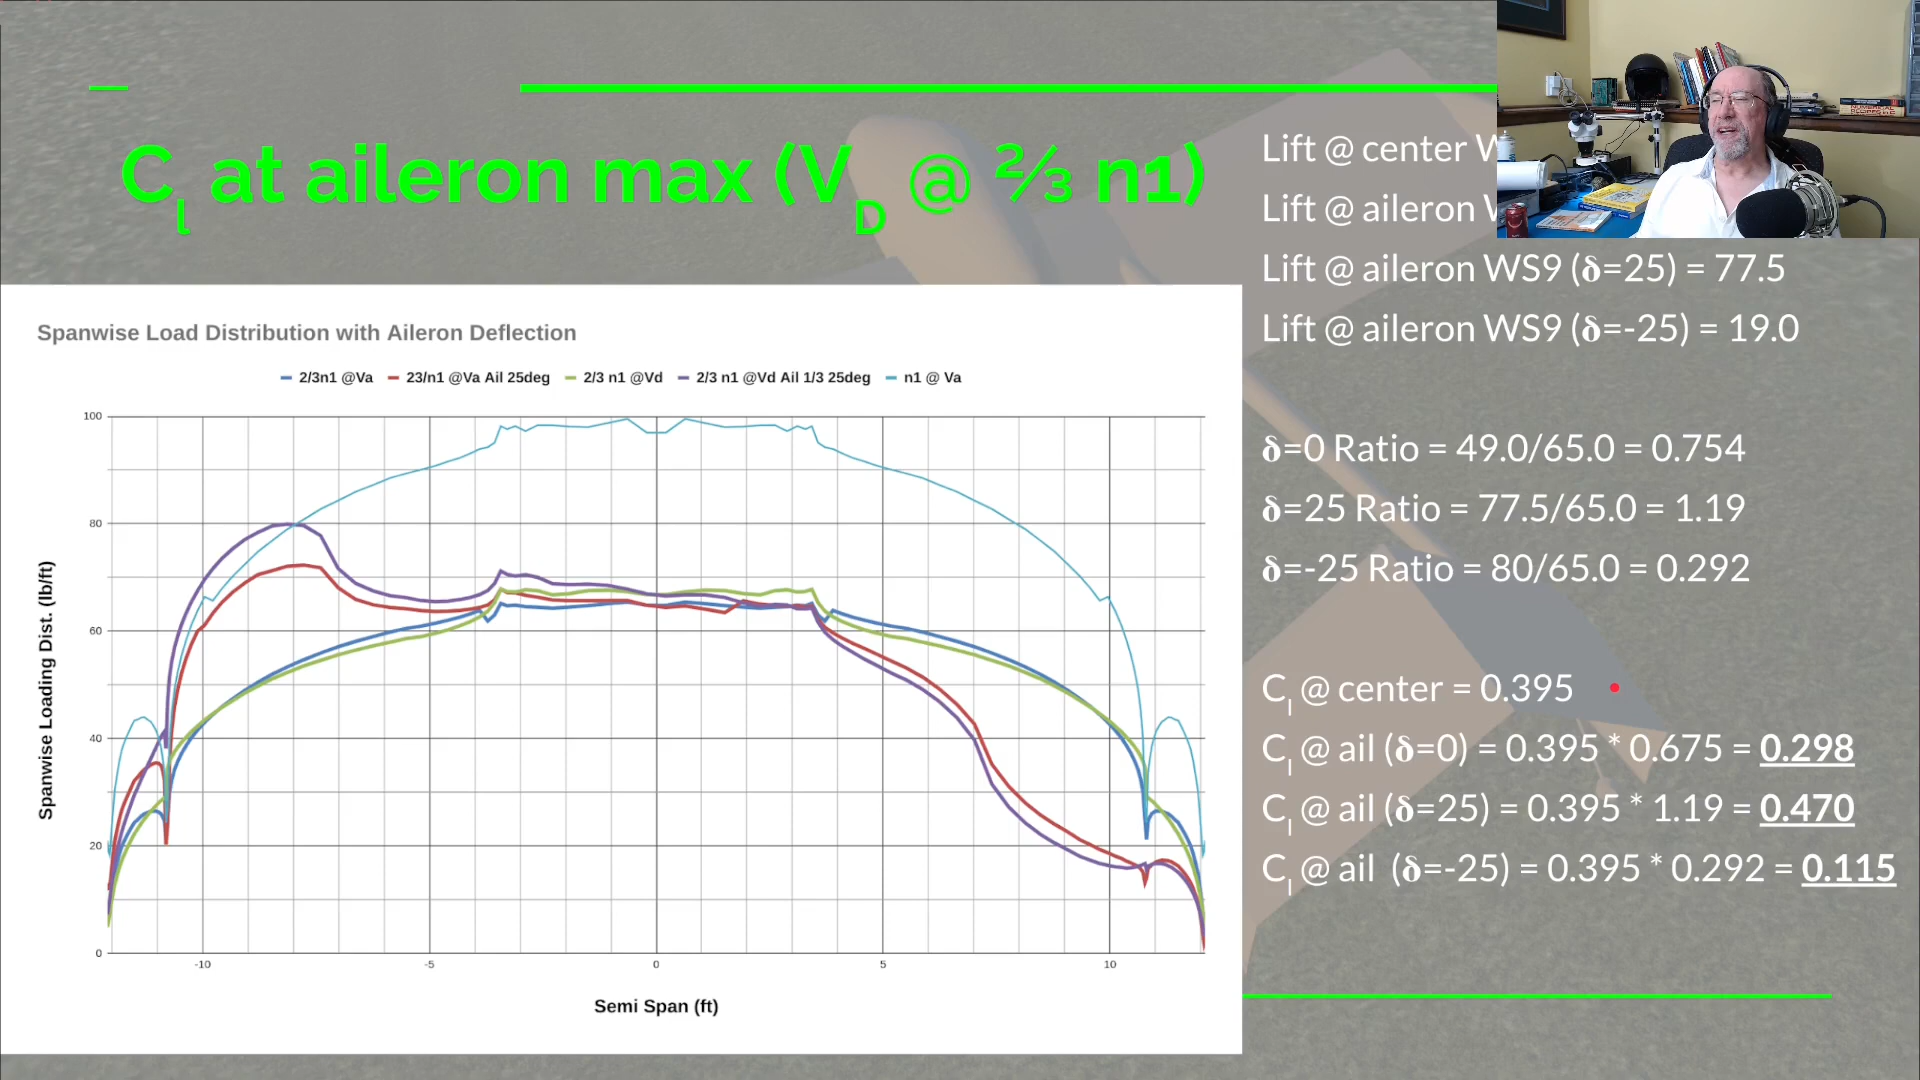 Cl at aileron max (VD @ ⅔ n1)
Lift @ center
Lift @ aileron
Lift @ aileron WS9 (δ=25) = 77.5
Lift @ aileron WS9 (δ=-25) = 19.0
δ=0 Ratio = 49.0/65.0 = 0.754
δ=25 Ratio = 77.5/65.0 = 1.19
δ=-25 Ratio = 80/65.0 = 0.292
Cl @ center = 0.395
Cl @ ail (δ=0) = 0.395 * 0.675 = 0.298
Cl @ ail (δ=25) = 0.395 * 1.19 = 0.470
Cl @ ail (δ=-25) = 0.395 * 0.292 = 0.115
Spanwise Load Distribution with Aileron Deflection
2/3n1 @Va 23/n1 @Va Ail 25deg 2/3 n1 @Vd 2/3 n1 @Vd Ail 1/3 25deg n1 @ Va
Spanwise Loading Dist. (lb/ft)
100
80
60
40
20
0
-10 -5 0 5 10
Semi Span (ft)